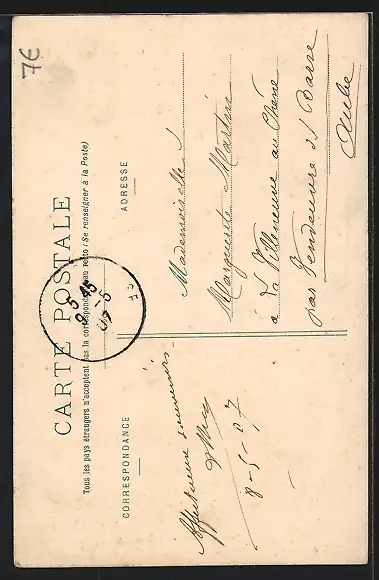 7€
CARTE POSTALE
Tous les pays étrangers n'acceptent pas la correspondance au recto (Se renseigner à la Poste)
CORRESPONDANCE
ADRESSE
Affectueux souvenirs
8-5-07
Mademoiselle
Marguerite Martin
à La Villeneuve au Chêne
par Vendeuvre s/ Barse
Aube